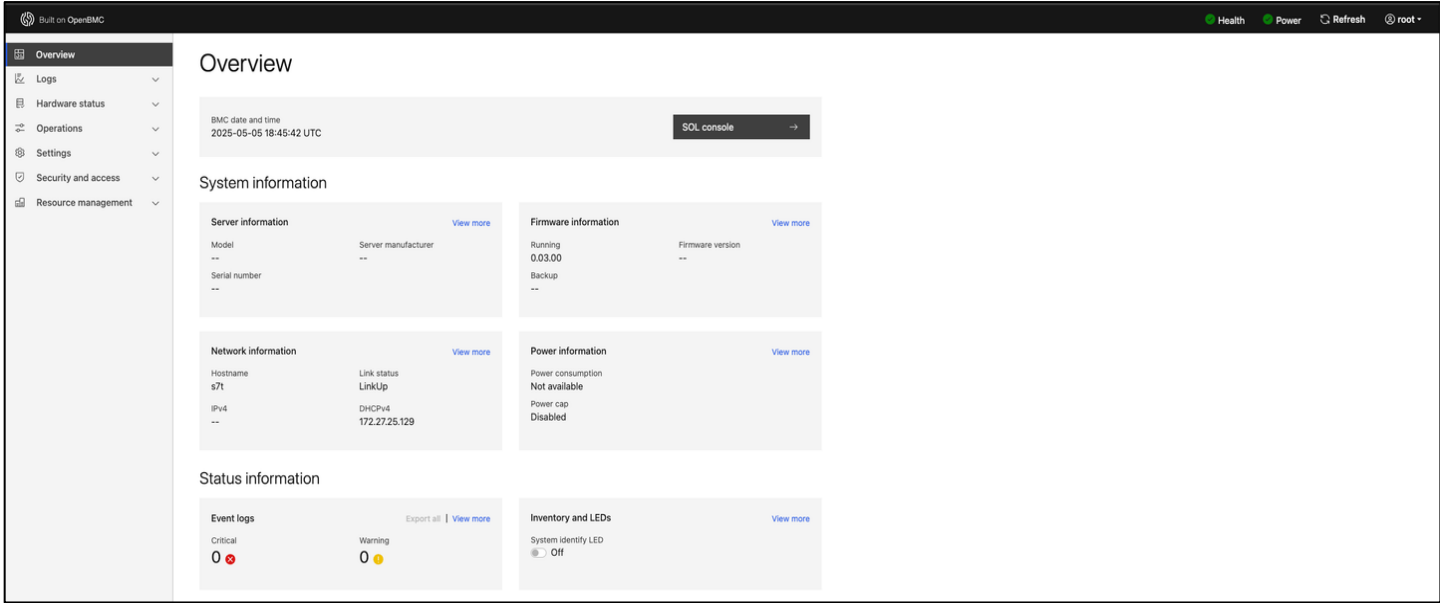 Built on OpenBMC
Health Power Refresh root
Overview
Logs
Hardware status
Operations
Settings
Security and access
Resource management
Overview
BMC date and time
2025-05-05 18:45:42 UTC
SOL console
System information
Server information View more
Model Server manufacturer
-- --
Serial number
--
Firmware information View more
Running Firmware version
0.03.00 --
Backup
--
Network information View more
Hostname Link status
s7t LinkUp
IPv4 DHCPv4
-- 172.27.25.129
Power information View more
Power consumption
Not available
Power cap
Disabled
Status information
Event logs Export all | View more
Critical Warning
0 0
Inventory and LEDs View more
System identify LED
Off